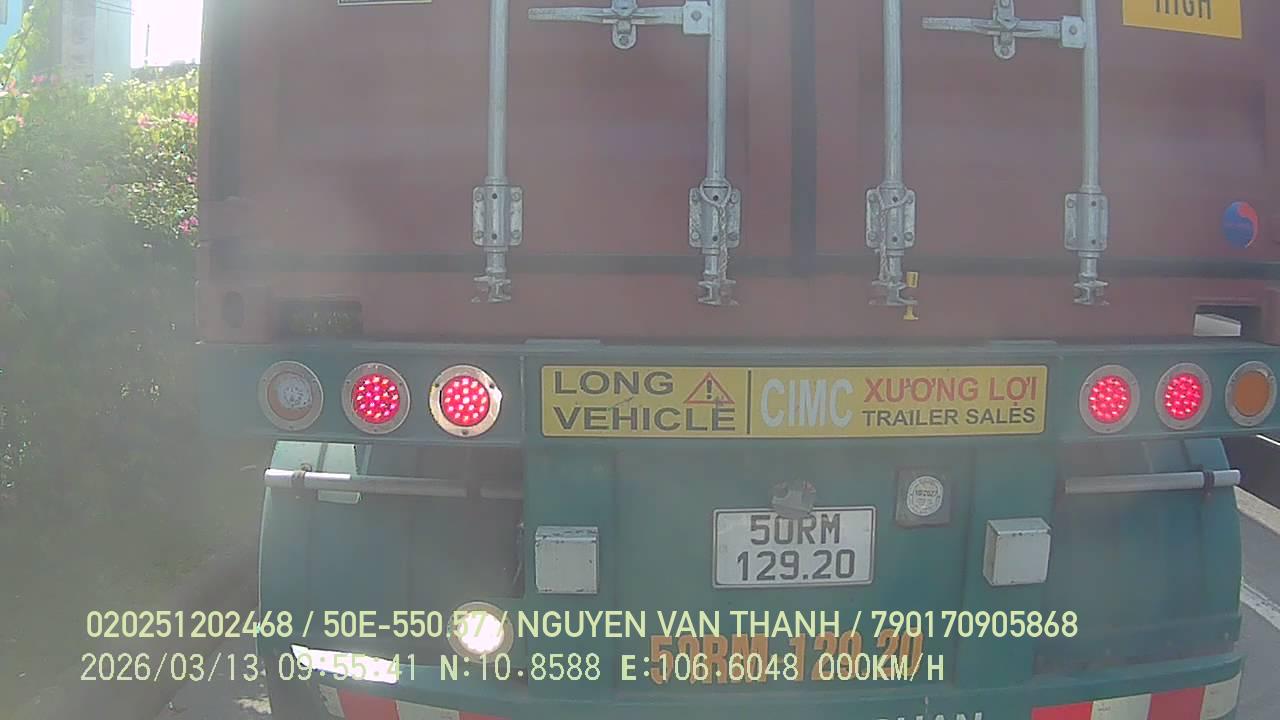 HIGH
LONG VEHICLE
CIMC
XƯƠNG LỢI
TRAILER SALES
50RM
129.20
020251202468 / 50E-550.57 / NGUYEN VAN THANH / 790170905868
50RM 129.20
2026/03/13 09:55:41 N:10.8588 E:106.6048 000KM/H